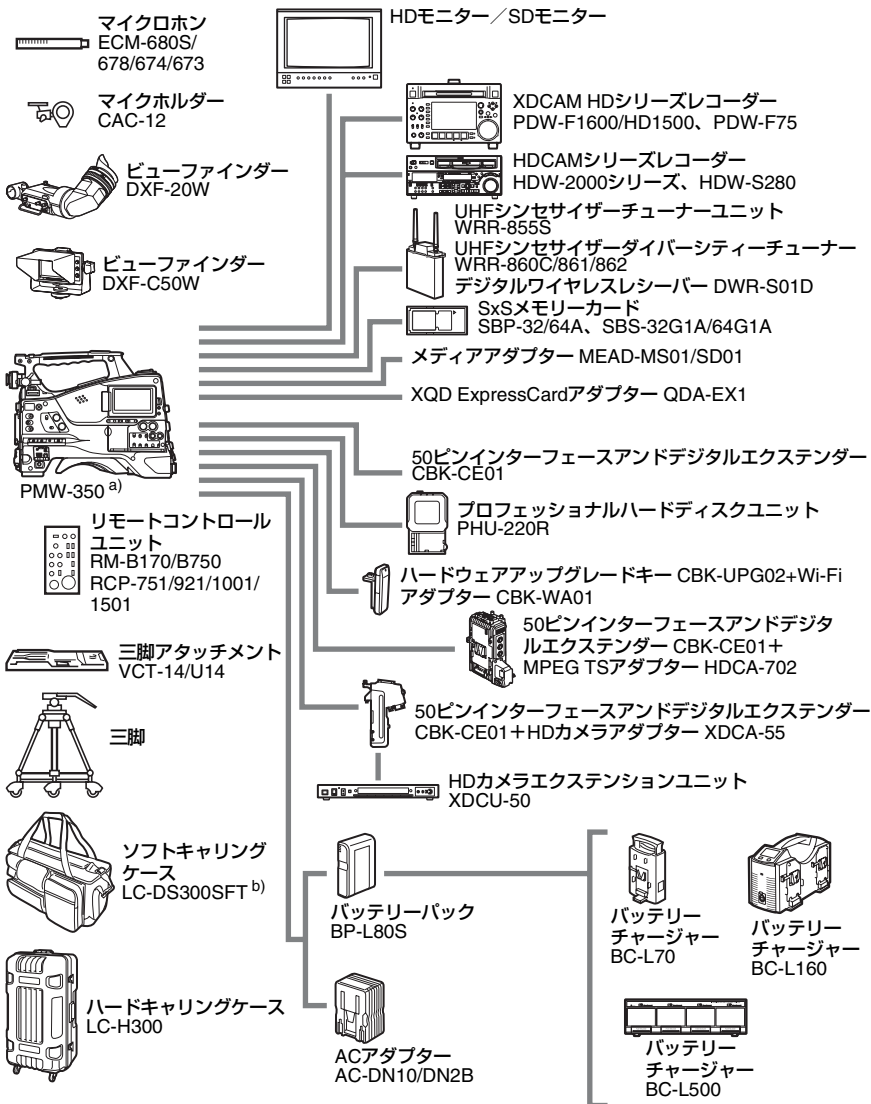 マイクロホン
ECM-680S/
678/674/673
マイクホルダー
CAC-12
ビューファインダー
DXF-20W
ビューファインダー
DXF-C50W
PMW-350 a)
リモートコントロール
ユニット
RM-B170/B750
RCP-751/921/1001/
1501
三脚アタッチメント
VCT-14/U14
三脚
ソフトキャリング
ケース
LC-DS300SFT b)
ハードキャリングケース
LC-H300
HDモニター／SDモニター
XDCAM HDシリーズレコーダー
PDW-F1600/HD1500、PDW-F75
HDCAMシリーズレコーダー
HDW-2000シリーズ、HDW-S280
UHFシンセサイザーチューナーユニット
WRR-855S
UHFシンセサイザーダイバーシティーチューナー
WRR-860C/861/862
デジタルワイヤレスレシーバー DWR-S01D
SxSメモリーカード
SBP-32/64A、SBS-32G1A/64G1A
メディアアダプター MEAD-MS01/SD01
XQD ExpressCardアダプター QDA-EX1
50ピンインターフェースアンドデジタルエクステンダー
CBK-CE01
プロフェッショナルハードディスクユニット
PHU-220R
ハードウェアアップグレードキー CBK-UPG02+Wi-Fi
アダプター CBK-WA01
50ピンインターフェースアンドデジタ
ルエクステンダー CBK-CE01＋
MPEG TSアダプター HDCA-702
50ピンインターフェースアンドデジタルエクステンダー
CBK-CE01＋HDカメラアダプター XDCA-55
HDカメラエクステンションユニット
XDCU-50
バッテリーパック
BP-L80S
ACアダプター
AC-DN10/DN2B
バッテリー
チャージャー
BC-L70
バッテリー
チャージャー
BC-L160
バッテリー
チャージャー
BC-L500